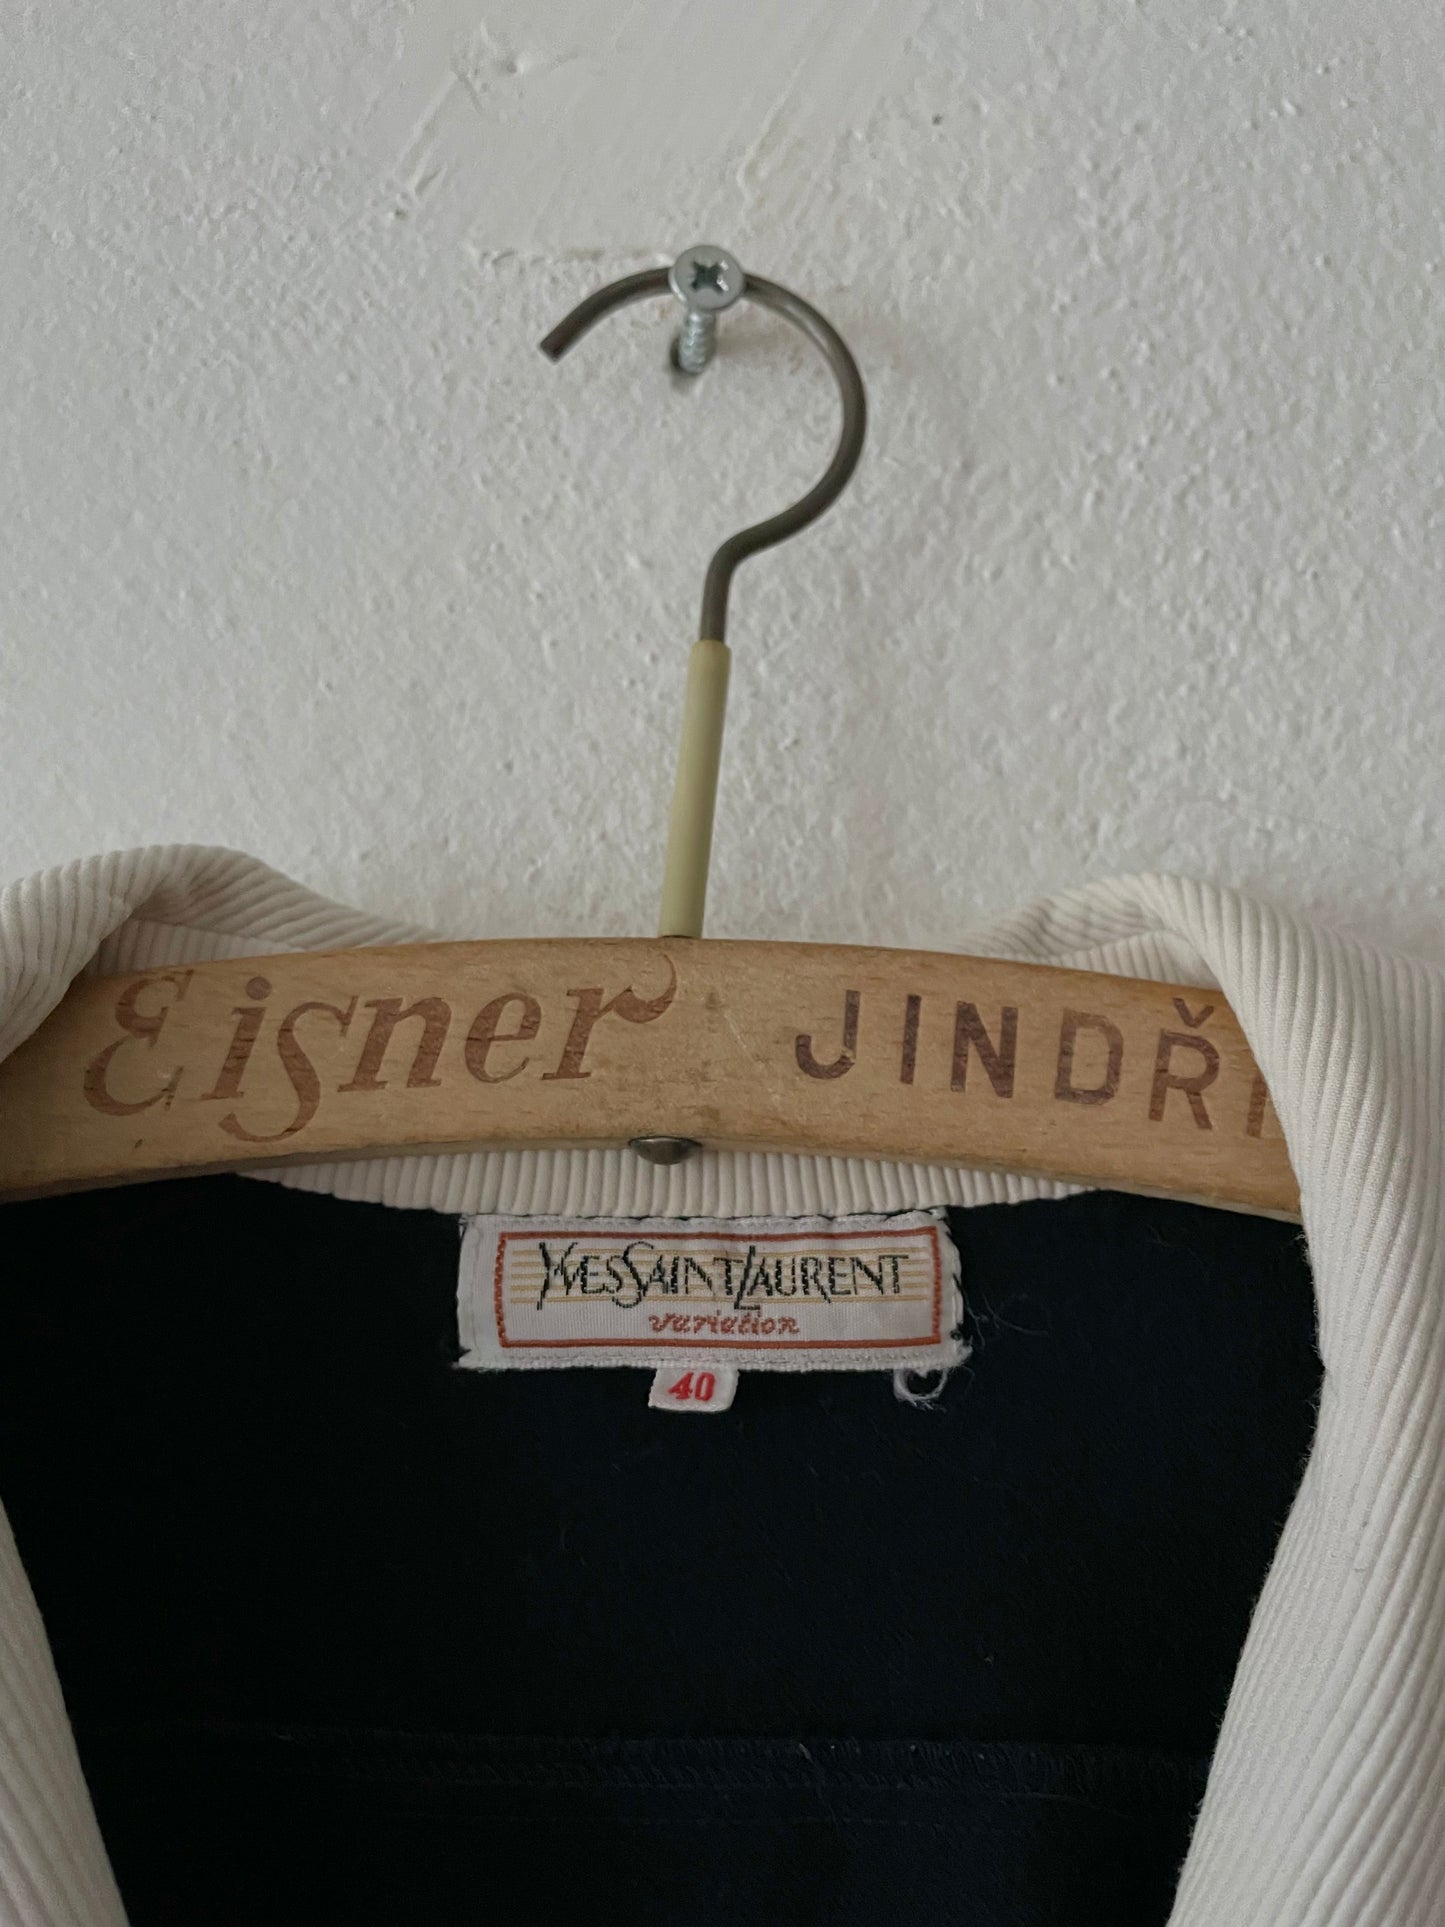 Eisner JINDŘ
YVESSAINTLAURENT
variation
40